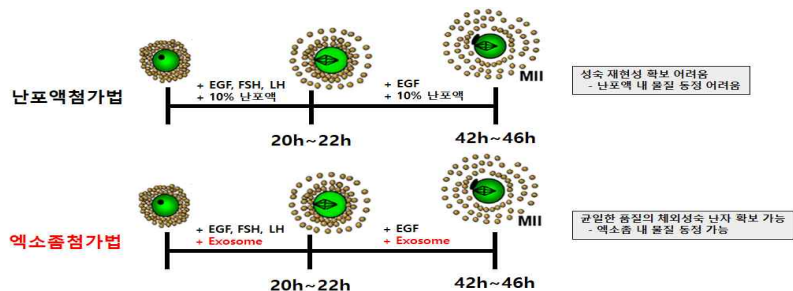 난포액첨가법
+ EGF, FSH, LH
+ 10% 난포액
+ EGF
+ 10% 난포액
MII
20h~22h
42h~46h
성숙 재현성 확보 어려움
- 난포액 내 물질 동정 어려움
엑소좀첨가법
+ EGF, FSH, LH
+ Exosome
+ EGF
+ Exosome
MII
20h~22h
42h~46h
균일한 품질의 체외성숙 난자 확보 가능
- 엑소좀 내 물질 동정 가능